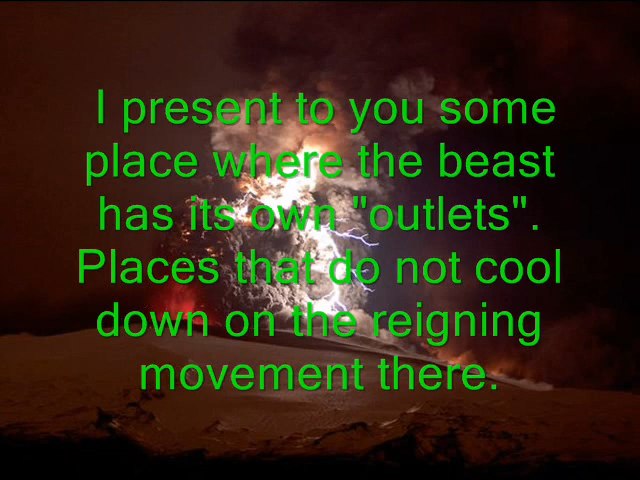 I present to you some
place where the beast
has its own "outlets".
Places that do not cool
down on the reigning
movement there.